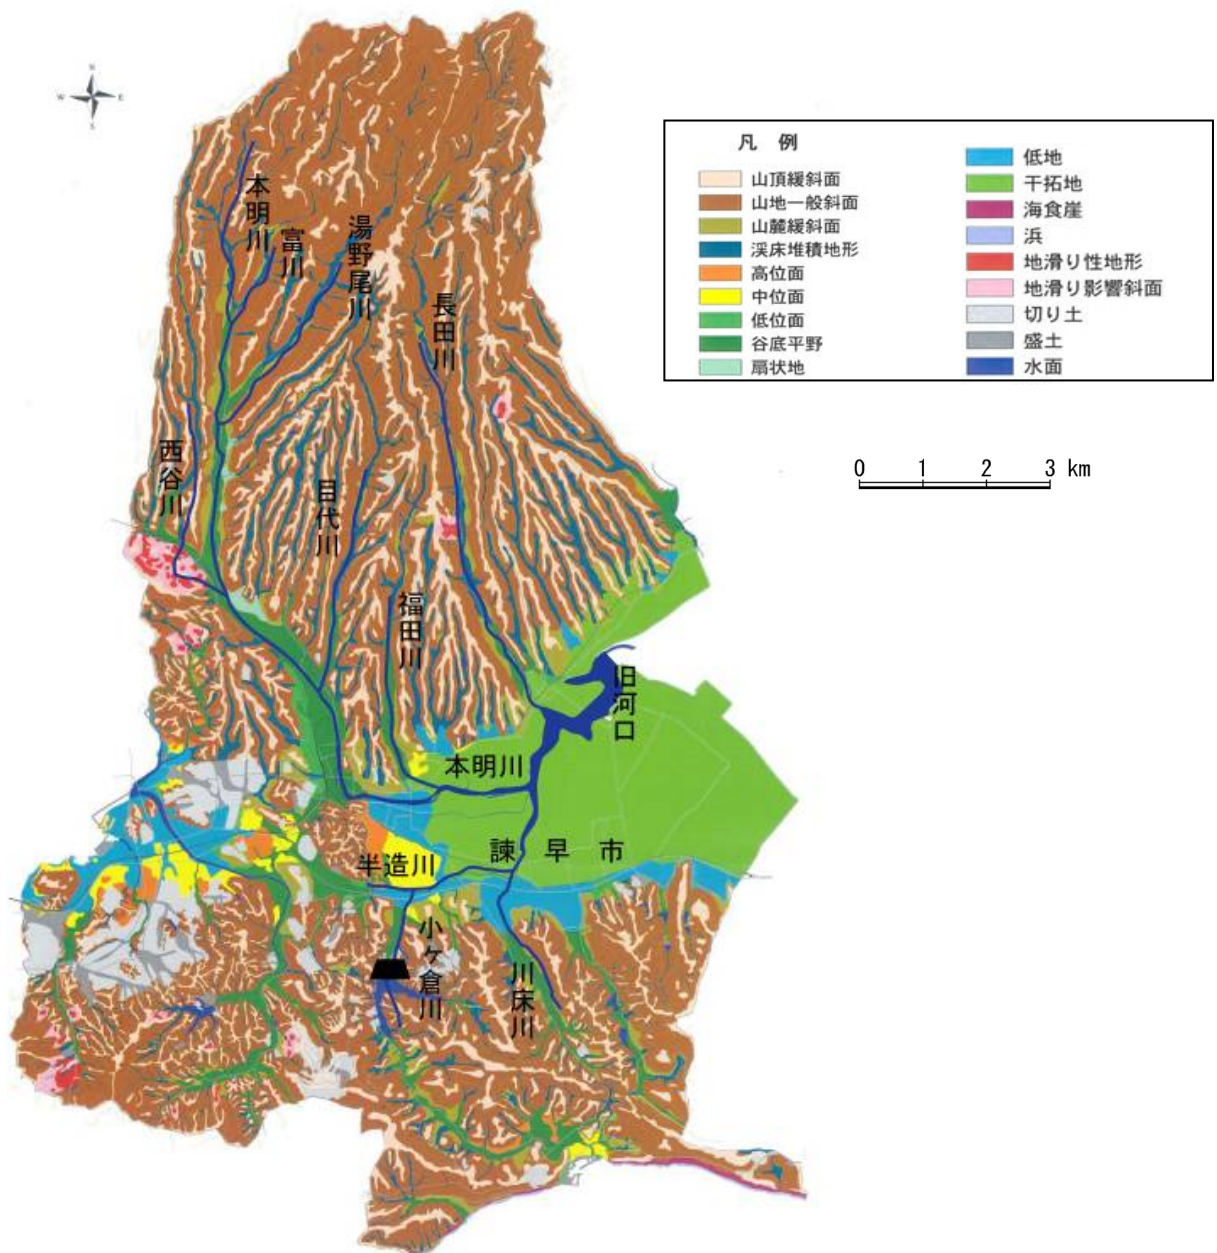 N
W E
S
凡 例
山頂緩斜面
山地一般斜面
山麓緩斜面
渓床堆積地形
高位面
中位面
低位面
谷底平野
扇状地
低地
干拓地
海食崖
浜
地滑り性地形
地滑り影響斜面
切り土
盛土
水面
0 1 2 3 km
本明川
富川
湯野尾川
長田川
西谷川
目代川
福田川
旧河口
本明川
諫早市
半造川
小ヶ倉川
川床川